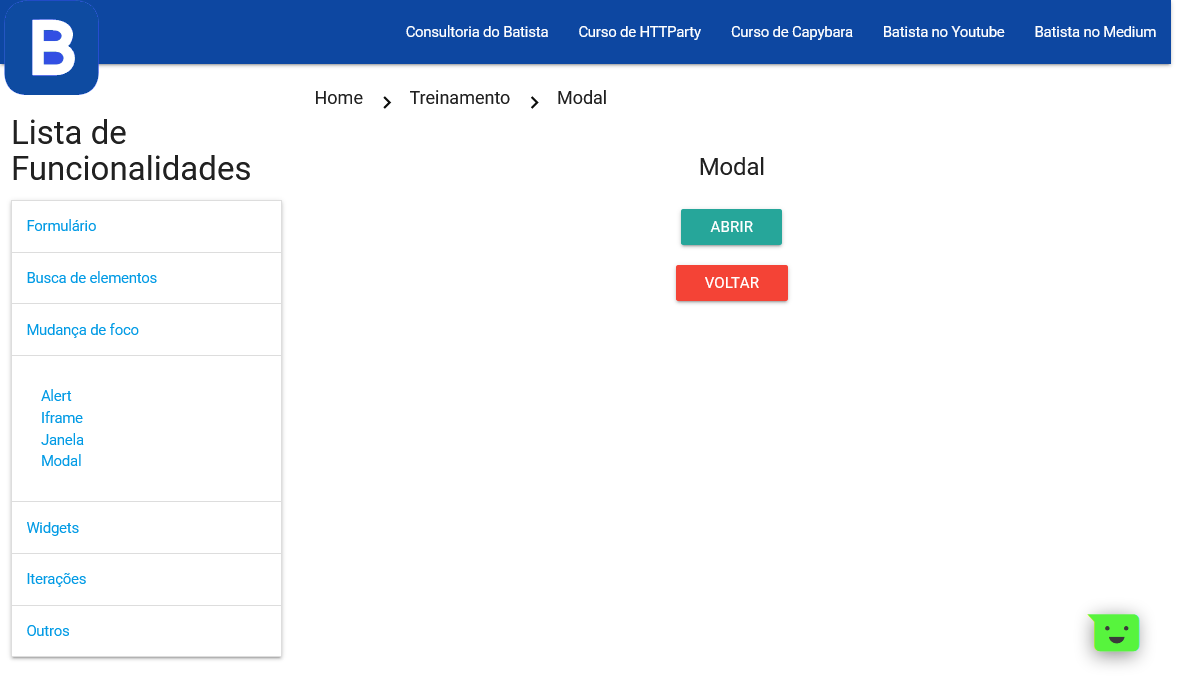 B
Consultoria do Batista
Curso de HTTParty
Curso de Capybara
Batista no Youtube
Batista no Medium
Home
Treinamento
Modal
Lista de
Funcionalidades
Formulário
Busca de elementos
Mudança de foco
Alert
Iframe
Janela
Modal
Widgets
Iterações
Outros
Modal
ABRIR
VOLTAR